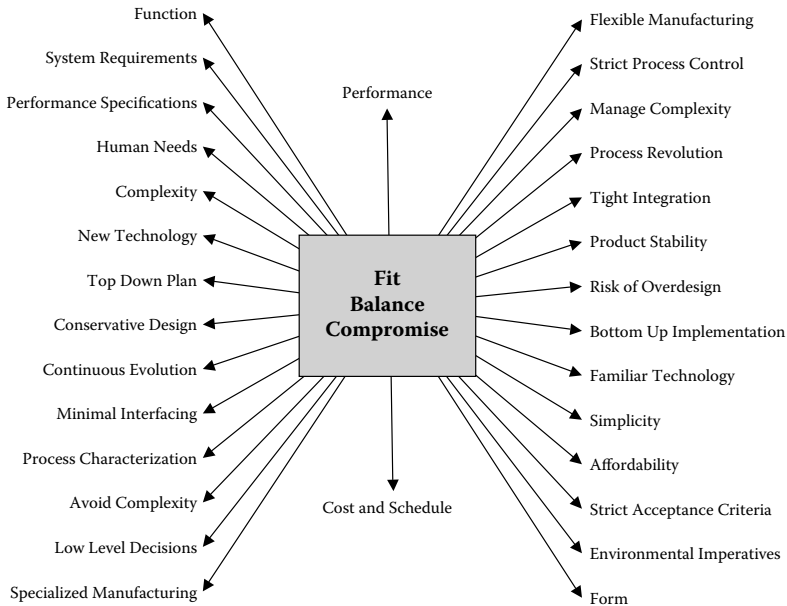 Function
System Requirements
Performance Specifications
Human Needs
Complexity
New Technology
Top Down Plan
Conservative Design
Continuous Evolution
Minimal Interfacing
Process Characterization
Avoid Complexity
Low Level Decisions
Specialized Manufacturing
Performance
Fit
Balance
Compromise
Cost and Schedule
Flexible Manufacturing
Strict Process Control
Manage Complexity
Process Revolution
Tight Integration
Product Stability
Risk of Overdesign
Bottom Up Implementation
Familiar Technology
Simplicity
Affordability
Strict Acceptance Criteria
Environmental Imperatives
Form